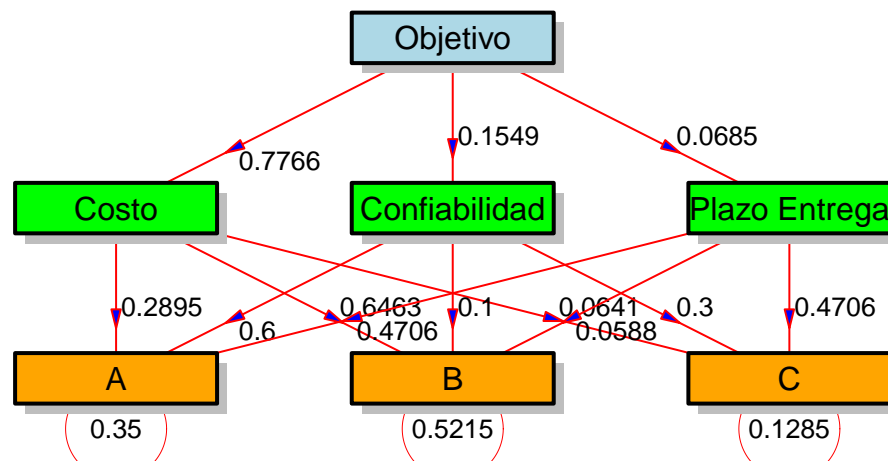 Objetivo
0.7766
0.1549
0.0685
Costo
Confiabilidad
Plazo Entrega
0.2895
0.6
0.6463
0.4706
0.1
0.0641
0.0588
0.3
0.4706
A
B
C
0.35
0.5215
0.1285